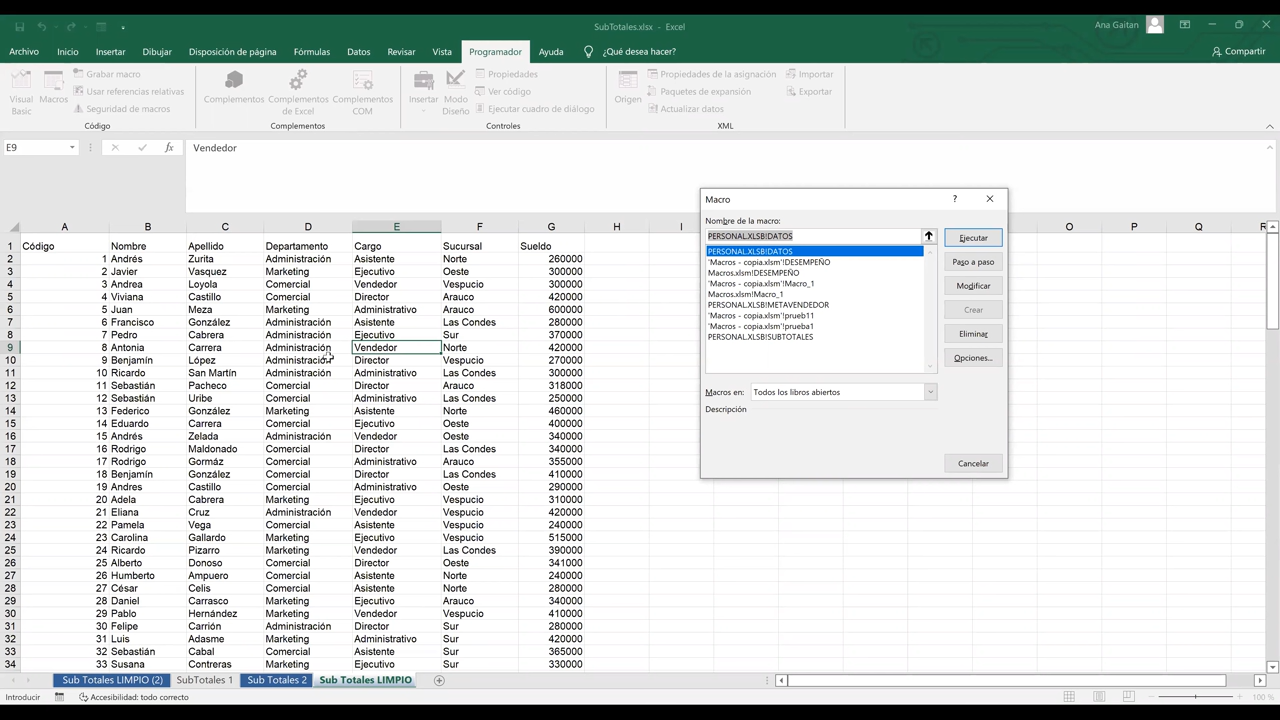 SubTotales.xlsx - Excel
Ana Gaitan
Archivo Inicio Insertar Dibujar Disposición de página Fórmulas Datos Revisar Vista Programador Ayuda ¿Qué desea hacer? Compartir
Visual Basic
Macros
Grabar macro
Usar referencias relativas
Seguridad de macros
Código
Complementos
Complementos de Excel
Complementos COM
Complementos
Insertar
Modo Diseño
Propiedades
Ver código
Ejecutar cuadro de diálogo
Controles
Origen
Propiedades de la asignación
Paquetes de expansión
Actualizar datos
Importar
Exportar
XML
E9 fx Vendedor
A B C D E F G H I O P Q R
1 Código Nombre Apellido Departamento Cargo Sucursal Sueldo
2 1 Andrés Zurita Administración Asistente Norte 260000
3 2 Javier Vasquez Marketing Ejecutivo Oeste 300000
4 3 Andrea Loyola Comercial Vendedor Vespucio 300000
5 4 Viviana Castillo Comercial Director Arauco 420000
6 5 Juan Meza Marketing Administrativo Arauco 600000
7 6 Francisco González Administración Asistente Las Condes 280000
8 7 Pedro Cabrera Administración Ejecutivo Sur 370000
9 8 Antonia Carrera Administración Vendedor Norte 420000
10 9 Benjamín López Administración Director Vespucio 270000
11 10 Ricardo San Martín Administración Administrativo Las Condes 300000
12 11 Sebastián Pacheco Comercial Director Arauco 318000
13 12 Sebastián Uribe Comercial Administrativo Las Condes 250000
14 13 Federico González Marketing Asistente Norte 460000
15 14 Eduardo Carrera Comercial Ejecutivo Oeste 400000
16 15 Andrés Zelada Administración Vendedor Oeste 340000
17 16 Rodrigo Maldonado Comercial Director Las Condes 340000
18 17 Rodrigo Gormáz Comercial Administrativo Arauco 355000
19 18 Benjamín González Comercial Director Las Condes 410000
20 19 Andres Castillo Comercial Administrativo Oeste 290000
21 20 Adela Cabrera Marketing Ejecutivo Vespucio 310000
22 21 Eliana Cruz Administración Vendedor Vespucio 420000
23 22 Pamela Vega Comercial Asistente Vespucio 240000
24 23 Carolina Gallardo Marketing Ejecutivo Vespucio 515000
25 24 Ricardo Pizarro Marketing Vendedor Las Condes 390000
26 25 Alberto Donoso Comercial Director Oeste 341000
27 26 Humberto Ampuero Comercial Asistente Norte 240000
28 27 César Celis Comercial Asistente Norte 280000
29 28 Daniel Carrasco Marketing Ejecutivo Arauco 340000
30 29 Pablo Hernández Marketing Vendedor Vespucio 410000
31 30 Felipe Carrión Administración Director Sur 280000
32 31 Luis Adasme Marketing Administrativo Sur 420000
33 32 Sebastián Cabal Comercial Asistente Sur 365000
34 33 Susana Contreras Marketing Ejecutivo Sur 330000
Macro ?
Nombre de la macro:
PERSONAL.XLSB!DATOS
PERSONAL.XLSB!DATOS
'Macros - copia.xlsm'!DESEMPEÑO
Macros.xlsm!DESEMPEÑO
'Macros - copia.xlsm'!Macro_1
Macros.xlsm!Macro_1
PERSONAL.XLSB!METAVENDEDOR
'Macros - copia.xlsm'!prueb11
'Macros - copia.xlsm'!prueba1
PERSONAL.XLSB!SUBTOTALES
Ejecutar
Paso a paso
Modificar
Crear
Eliminar
Opciones...
Macros en: Todos los libros abiertos
Descripción
Cancelar
Sub Totales LIMPIO (2) SubTotales 1 Sub Totales 2 Sub Totales LIMPIO
Introducir Accesibilidad: todo correcto 100 %